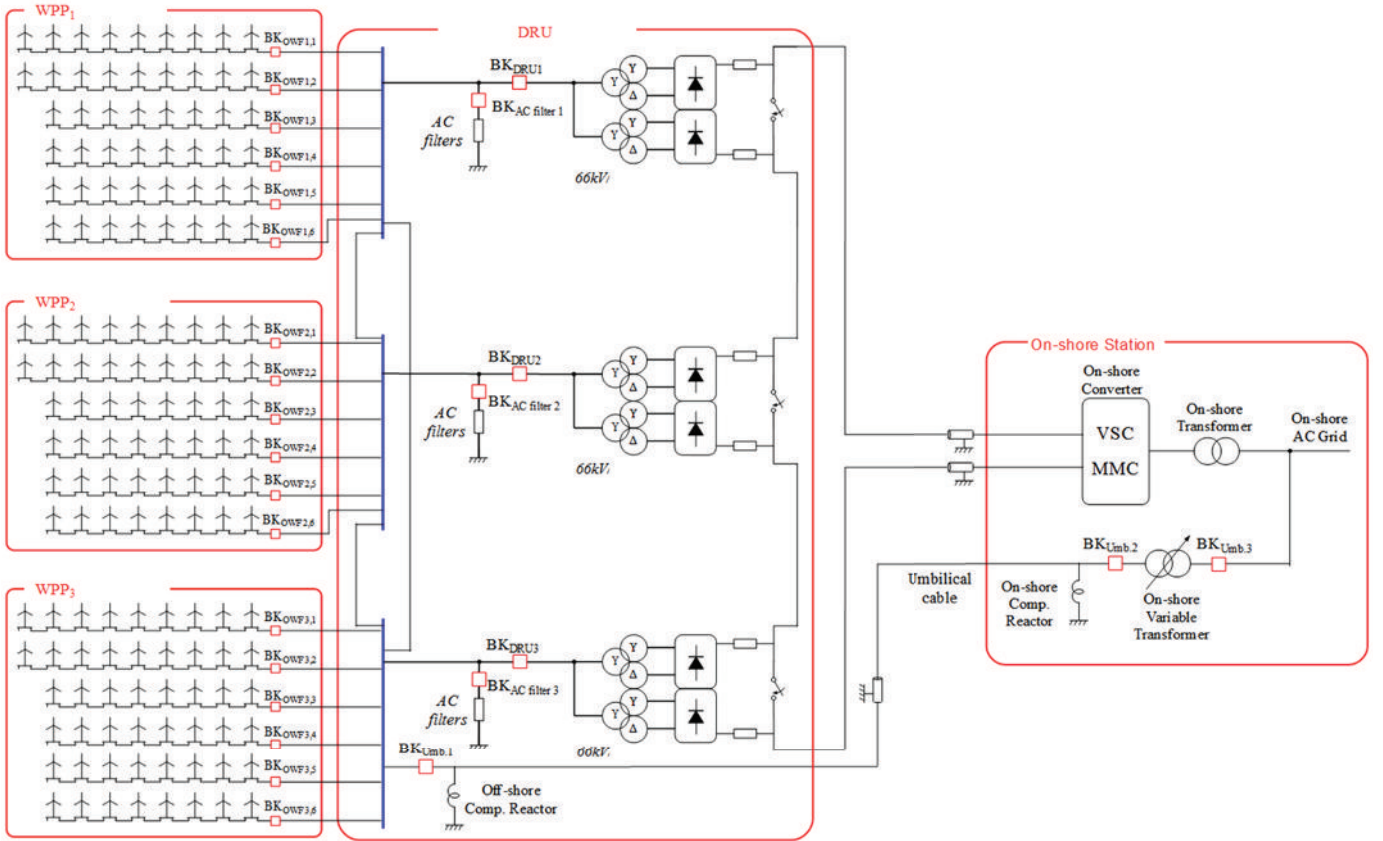 WPP1
BKOWF1,1
BKOWF1,2
BKOWF1,3
BKOWF1,4
BKOWF1,5
BKOWF1,6
DRU
BKDRU1
BKAC filter 1
AC
filters
Y
Y
Δ
Y
Y
Δ
66kV
WPP2
BKOWF2,1
BKOWF2,2
BKOWF2,3
BKOWF2,4
BKOWF2,5
BKOWF2,6
BKDRU2
BKAC filter 2
AC
filters
Y
Y
Δ
Y
Y
Δ
66kV
WPP3
BKOWF3,1
BKOWF3,2
BKOWF3,3
BKOWF3,4
BKOWF3,5
BKOWF3,6
BKDRU3
BKAC filter 3
AC
filters
Y
Y
Δ
Y
Y
Δ
66kV
BKUmb.1
Off-shore
Comp. Reactor
Umbilical
cable
On-shore Station
On-shore
Converter
VSC
MMC
On-shore
Transformer
On-shore
AC Grid
BKUmb.2
BKUmb.3
On-shore
Comp.
Reactor
On-shore
Variable
Transformer